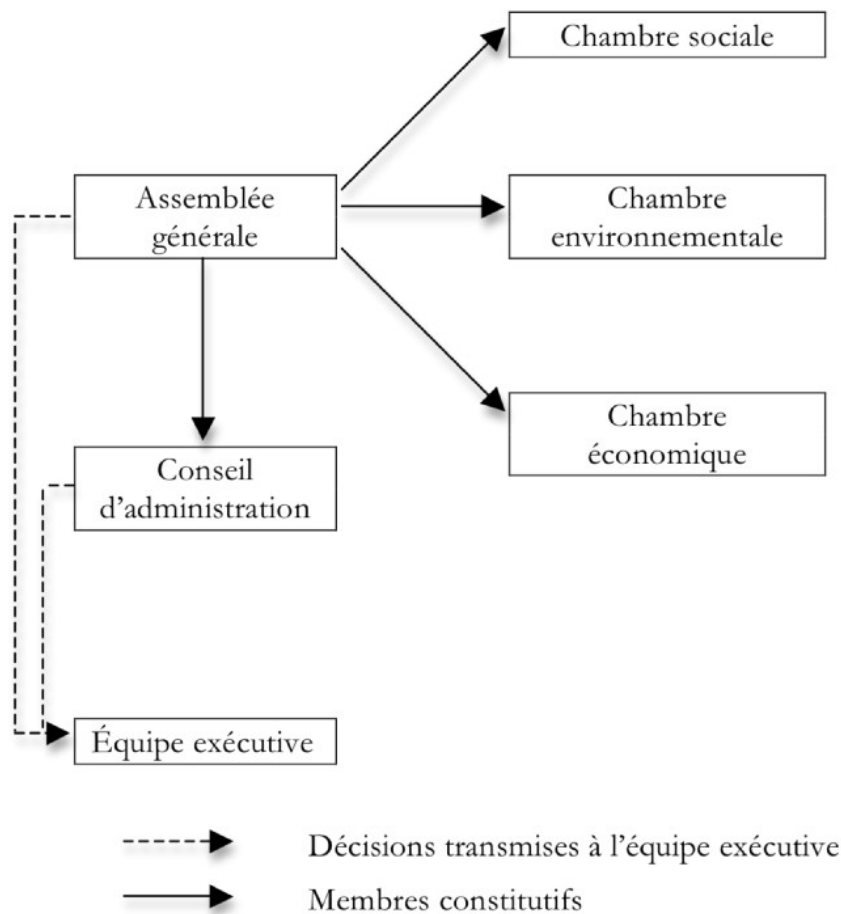 Chambre sociale
Assemblée
générale
Chambre
environnementale
Chambre
économique
Conseil
d’administration
Équipe exécutive
Décisions transmises à l’équipe exécutive
Membres constitutifs